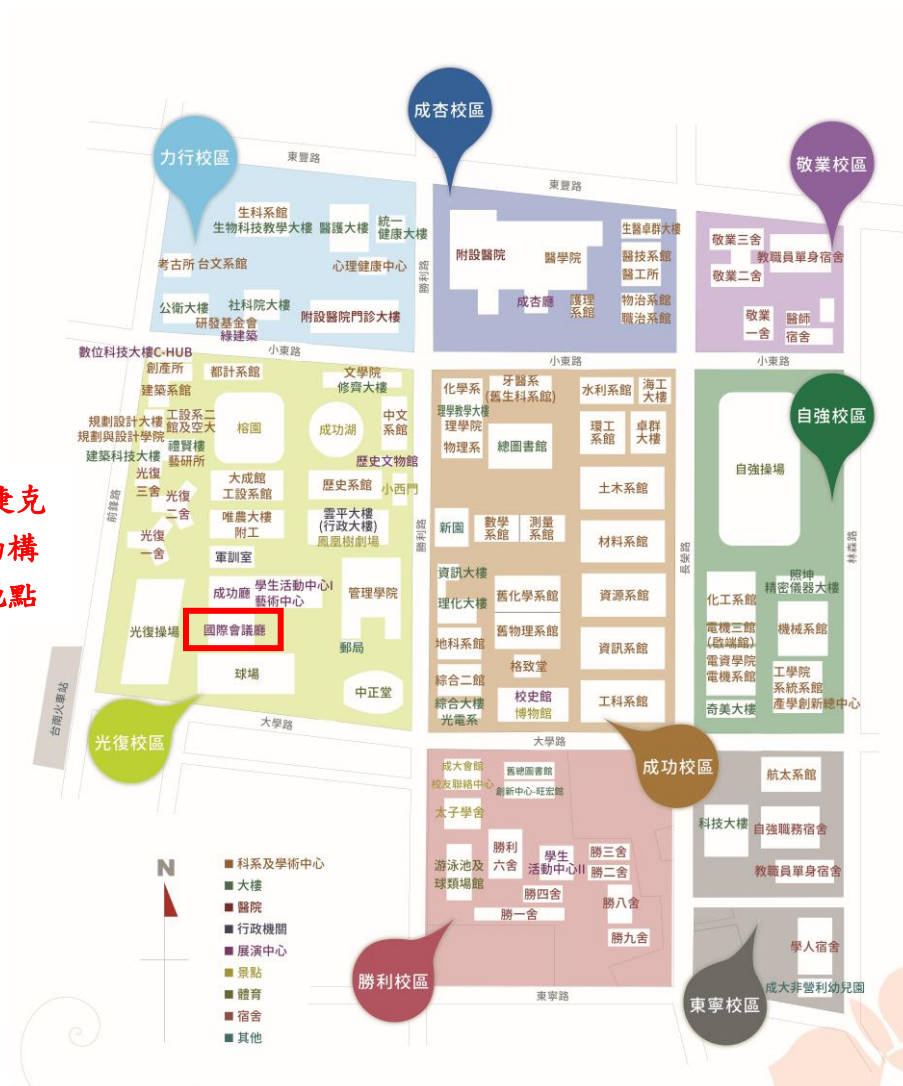 成杏校區
力行校區
敬業校區
東豐路
東豐路
生科系館
生物科技教學大樓
醫護大樓
統一
健康大樓
考古所
台文系館
心理健康中心
公衛大樓
社科院大樓
研發基金會
綠建築
附設醫院門診大樓
勝利路
附設醫院
醫學院
成杏廳
護理
系館
生醫卓群大樓
醫技系館
醫工所
物治系館
職治系館
敬業三舍
敬業二舍
教職員單身宿舍
敬業
一舍
醫師
宿舍
小東路
小東路
小東路
數位科技大樓C-HUB
創產所
建築系館
都計系館
文學院
修齊大樓
規劃設計大樓
規劃與設計學院
工設系二
館及空大
榕園
成功湖
中文
系館
建築科技大樓
禮賢樓
藝研所
歷史文物館
光復
三舍
光復
二舍
大成館
工設系館
歷史系館
小西門
前鋒路
光復
一舍
唯農大樓
附工
雲平大樓
(行政大樓)
鳳凰樹劇場
軍訓室
成功廳
學生活動中心I
藝術中心
管理學院
光復操場
國際會議廳
郵局
球場
中正堂
勝利路
台南火車站
光復校區
大學路
化學系
牙醫系
(舊生科系館)
水利系館
海工
大樓
理學教學大樓
理學院
物理系
總圖書館
環工
系館
卓群
大樓
土木系館
新園
數學
系館
測量
系館
材料系館
資訊大樓
理化大樓
舊化學系館
資源系館
地科系館
舊物理系館
資訊系館
綜合二館
格致堂
綜合大樓
光電系
校史館
博物館
工科系館
長榮路
大學路
成功校區
自強校區
自強操場
林森路
照坤
精密儀器大樓
化工系館
電機三館
(啟端館)
機械系館
電資學院
電機系館
工學院
系統系館
產學創新總中心
奇美大樓
成大會館
校友聯絡中心
舊總圖書館
創新中心-旺宏館
太子學舍
游泳池及
球類場館
勝利
六舍
學生
活動中心II
勝三舍
勝二舍
勝四舍
勝一舍
勝八舍
勝九舍
勝利校區
東寧路
航太系館
科技大樓
自強職務宿舍
教職員單身宿舍
學人宿舍
成大非營利幼兒園
東寧校區
N
科系及學術中心
大樓
醫院
行政機關
展演中心
景點
體育
宿舍
其他
克
構
點